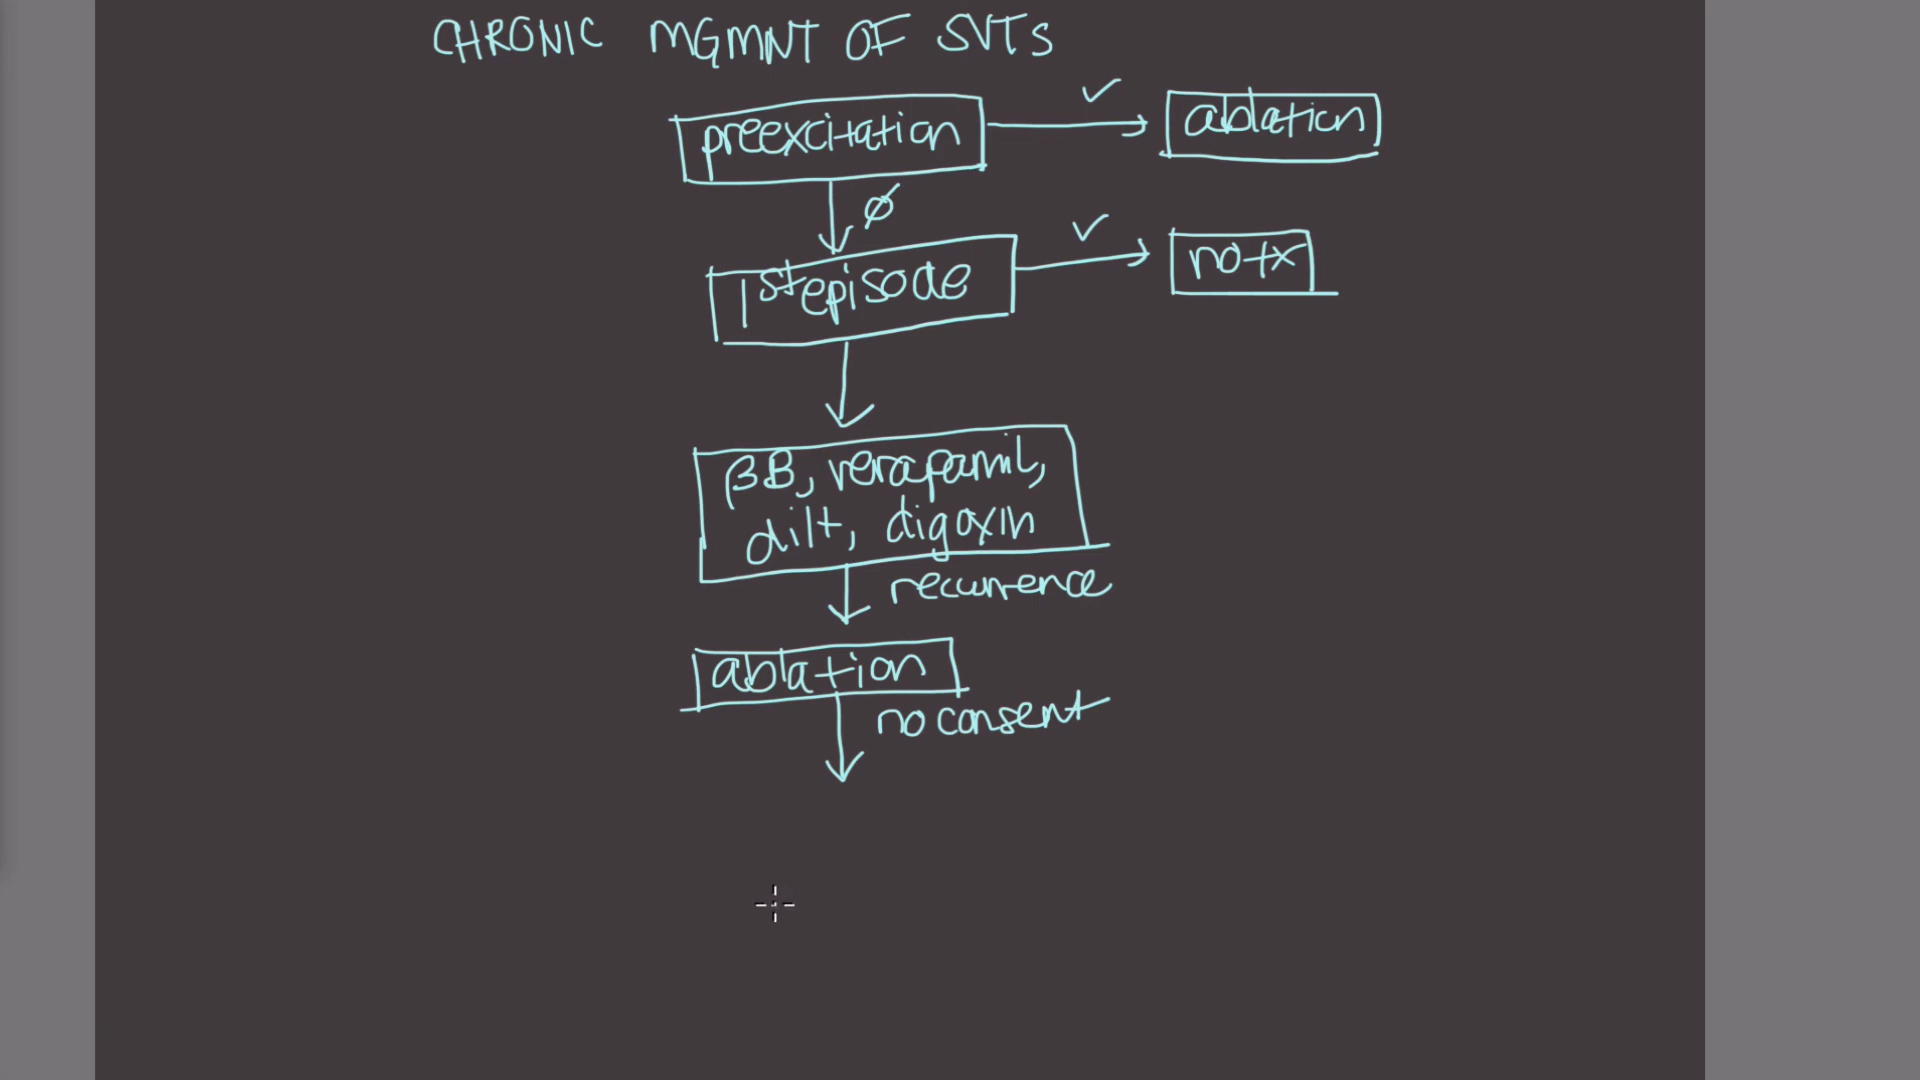 CHRONIC MGMNT OF SVTs
preexcitation ✓ ablation
Ø
1st episode ✓ no tx
βB, verapamil,
dilt, digoxin
recurrence
ablation
no consent